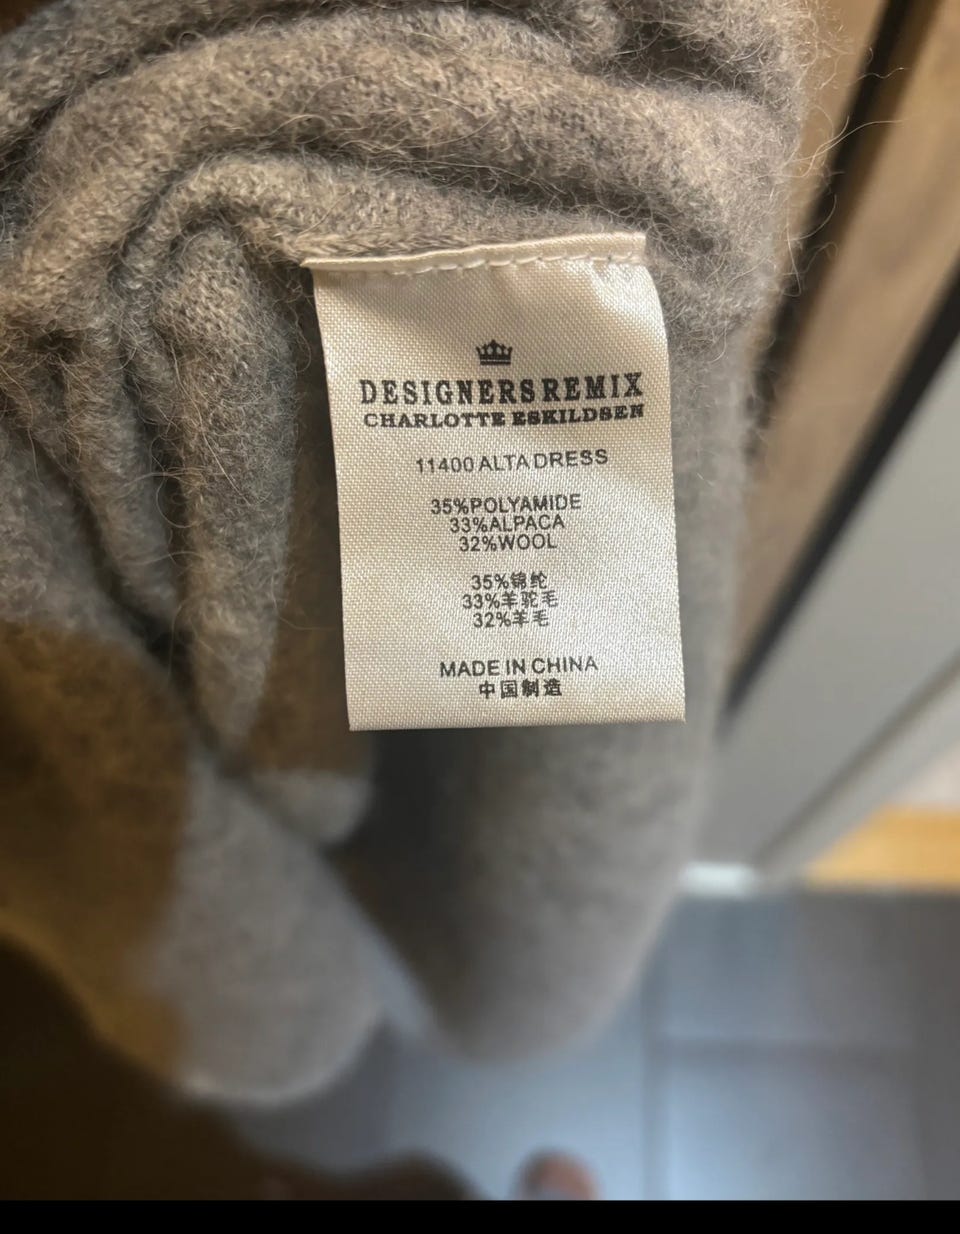 DESIGNERSREMIX
CHARLOTTE ESKILDSEN
11400 ALTA DRESS
35%POLYAMIDE
33%ALPACA
32%WOOL
35%锦纶
33%羊驼毛
32%羊毛
MADE IN CHINA
中国制造